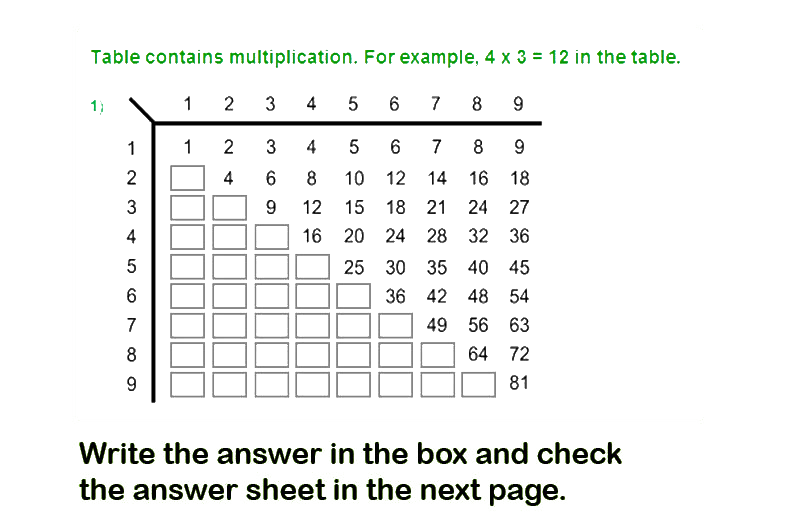 Table contains multiplication. For example, 4 x 3 = 12 in the table.
1) 1 2 3 4 5 6 7 8 9
1 1 2 3 4 5 6 7 8 9
2 4 6 8 10 12 14 16 18
3 9 12 15 18 21 24 27
4 16 20 24 28 32 36
5 25 30 35 40 45
6 36 42 48 54
7 49 56 63
8 64 72
9 81
Write the answer in the box and check
the answer sheet in the next page.